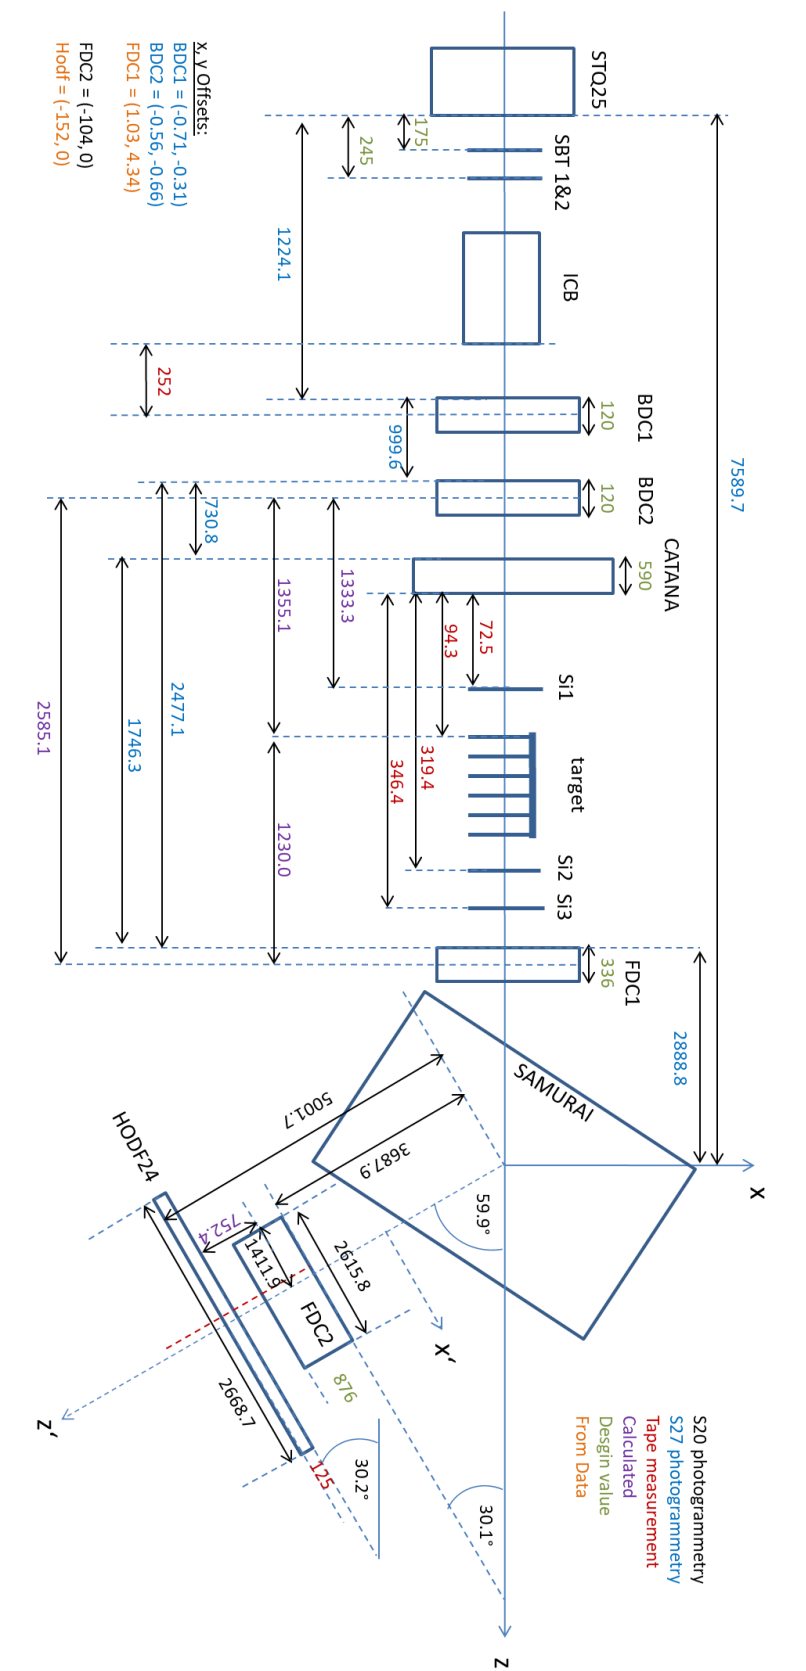 STQ25
SBT 1&2
ICB
BDC1
BDC2
CATANA
Si1
target
Si2
Si3
FDC1
SAMURAI
HODF24
FDC2
x
z
x'
z'
7589.7
175
245
1224.1
252
120
999.6
120
590
730.8
1333.3
1355.1
72.5
94.3
319.4
346.4
2477.1
1746.3
2585.1
1230.0
336
2888.8
5001.7
3687.9
59.9°
752.4
1411.9
2615.8
876
2668.7
125
30.2°
30.1°
x, y Offsets:
BDC1 = (-0.71, -0.31)
BDC2 = (-0.56, -0.66)
FDC1 = (1.03, 4.34)
FDC2 = (-104, 0)
Hodf = (-152, 0)
S20 photogrammetry
S27 photogrammetry
Tape measurement
Calculated
Desgin value
From Data